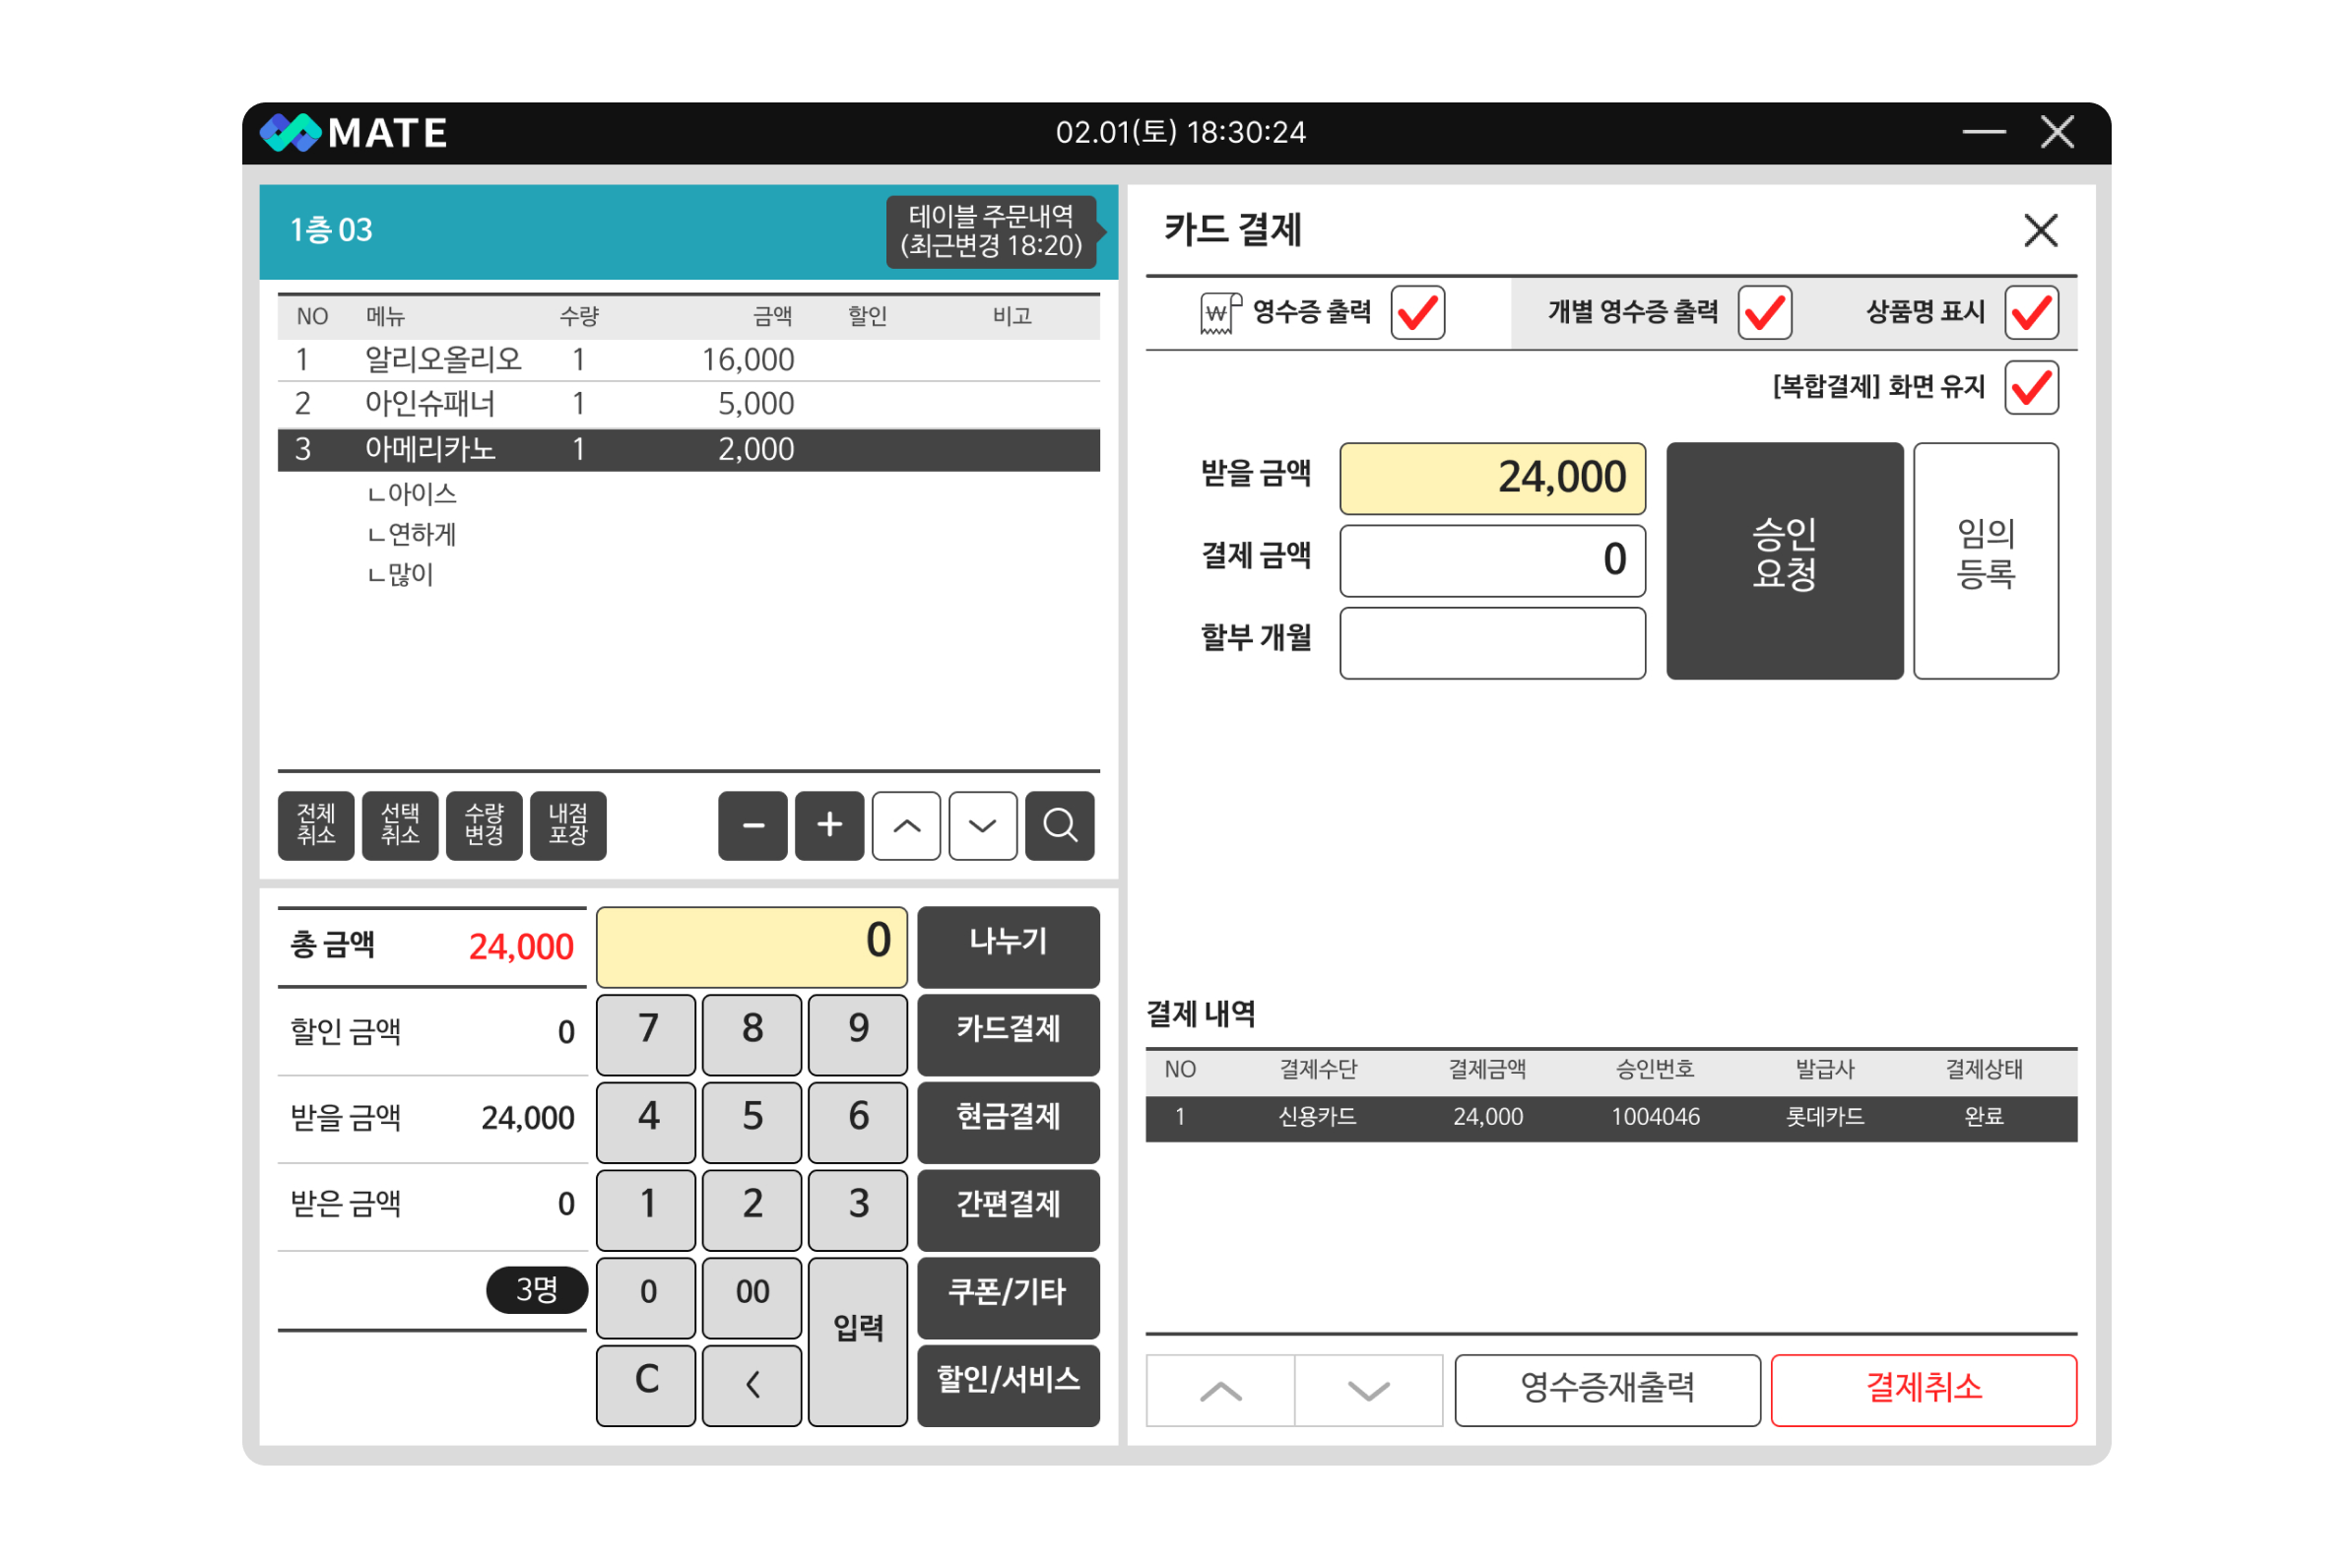 MATE
02.01(토) 18:30:24
1층 03
테이블 주문내역
(최근변경 18:20)
NO 메뉴 수량 금액 할인 비고
1 알리오올리오 1 16,000
2 아인슈패너 1 5,000
3 아메리카노 1 2,000
ㄴ아이스
ㄴ연하게
ㄴ많이
전체
취소
선택
취소
수량
변경
내점
포장
총 금액 24,000
할인 금액 0
받을 금액 24,000
받은 금액 0
3명
0
7 8 9
4 5 6
1 2 3
0 00
입력
C
나누기
카드결제
현금결제
간편결제
쿠폰/기타
할인/서비스
카드 결제
영수증 출력 개별 영수증 출력 상품명 표시
[복합결제] 화면 유지
받을 금액 24,000
결제 금액 0
할부 개월
승인
요청
임의
등록
결제 내역
NO 결제수단 결제금액 승인번호 발급사 결제상태
1 신용카드 24,000 1004046 롯데카드 완료
영수증재출력
결제취소